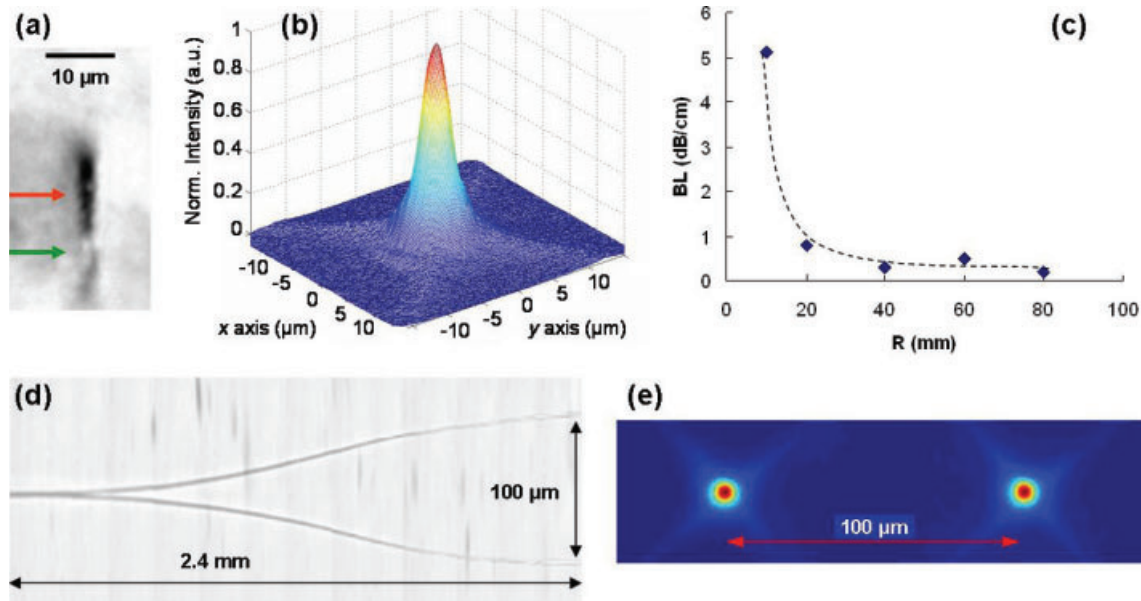 (a)
10 µm
(b)
Norm. Intensity (a.u.)
1
0.8
0.6
0.4
0.2
0
-10
-5
0
5
10
x axis (µm)
-10
-5
0
5
10
y axis (µm)
(c)
BL (dB/cm)
6
5
4
3
2
1
0
0 20 40 60 80 100
R (mm)
(d)
100 µm
2.4 mm
(e)
100 µm